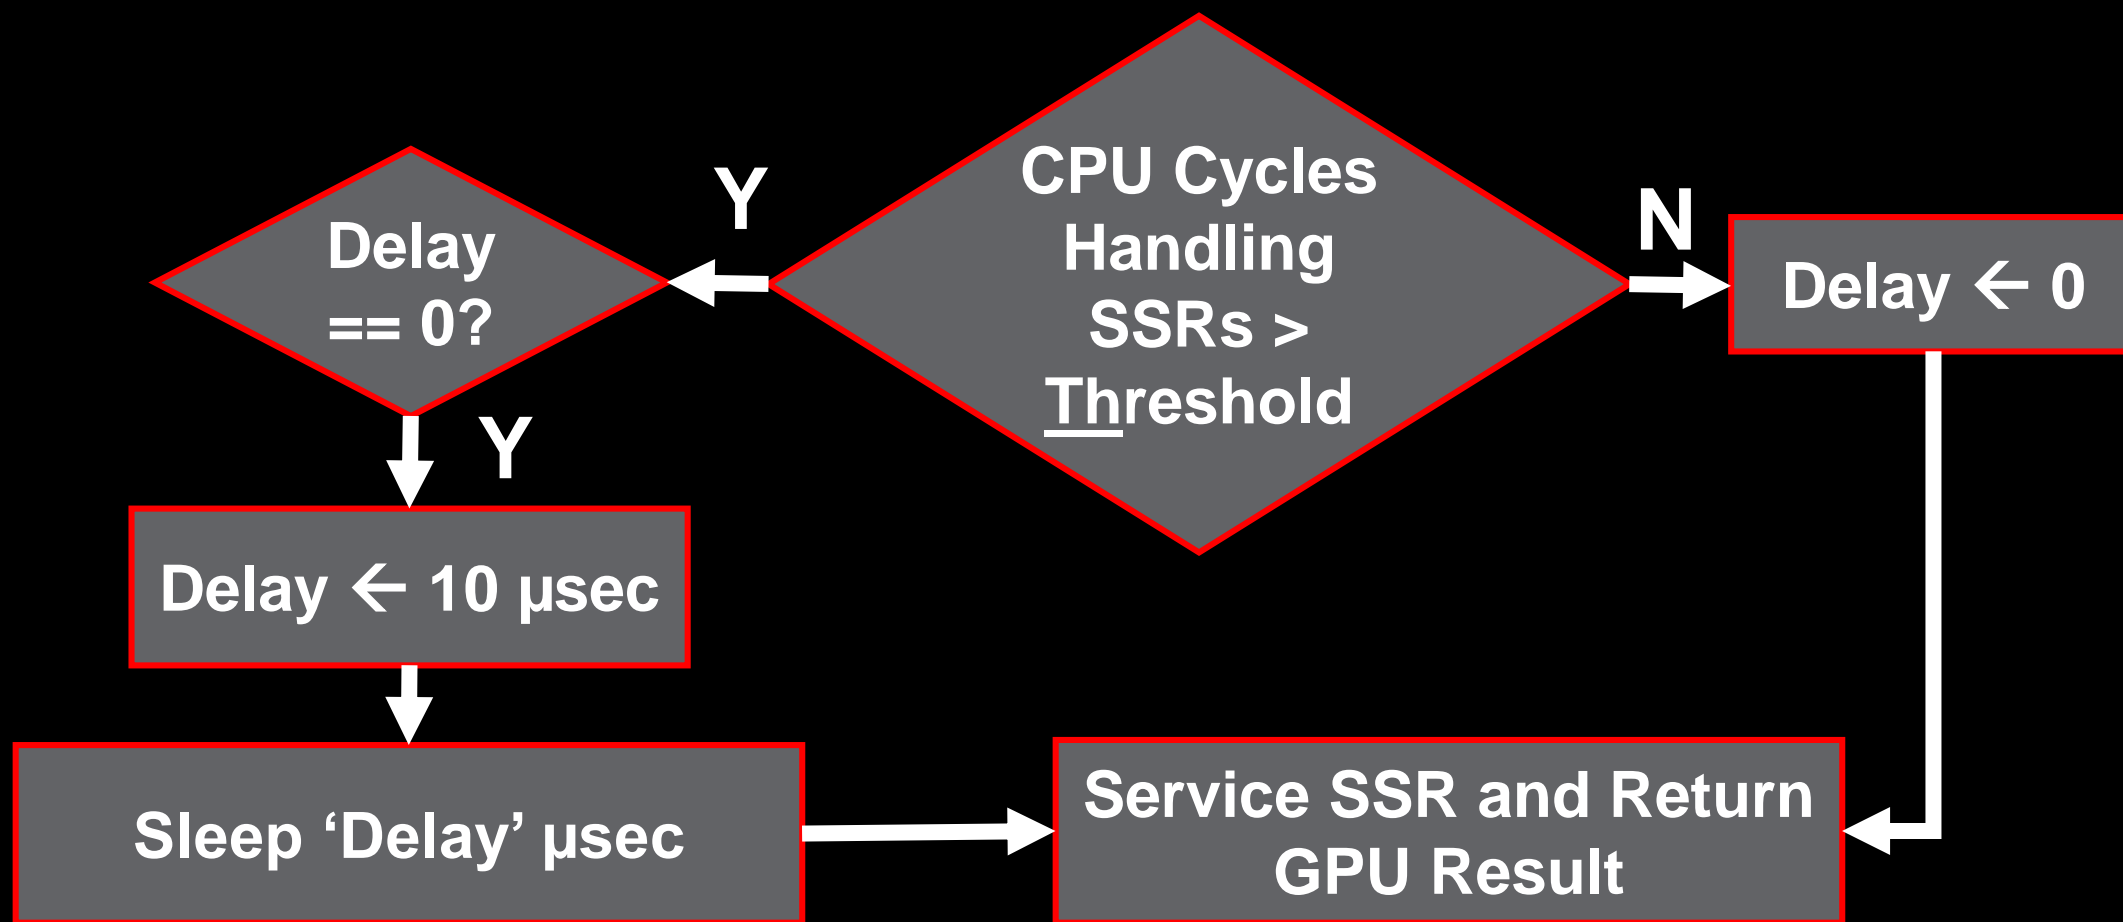 CPU Cycles
Handling
SSRs >
Threshold
Y
N
Delay
== 0?
Delay ← 0
Y
Delay ← 10 µsec
Sleep ‘Delay’ µsec
Service SSR and Return
GPU Result